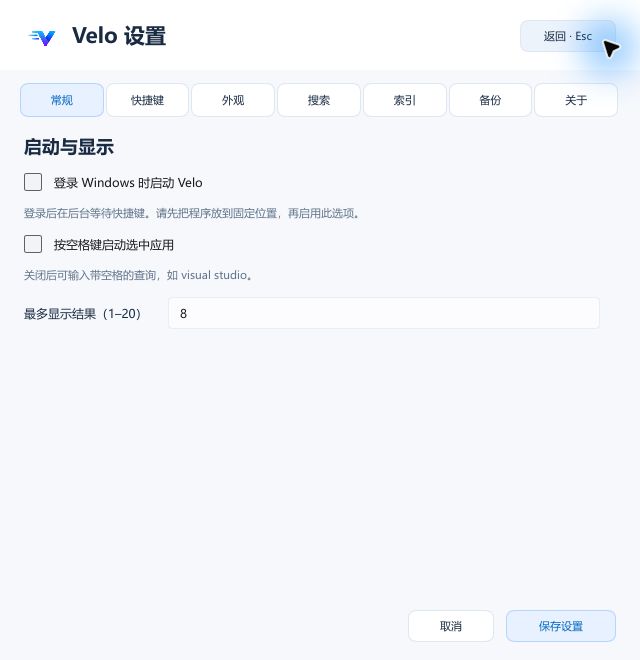 Velo 设置
返回 · Esc
常规
快捷键
外观
搜索
索引
备份
关于
启动与显示
登录 Windows 时启动 Velo
登录后在后台等待快捷键。请先把程序放到固定位置，再启用此选项。
按空格键启动选中应用
关闭后可输入带空格的查询，如 visual studio。
最多显示结果（1–20） 8
取消
保存设置